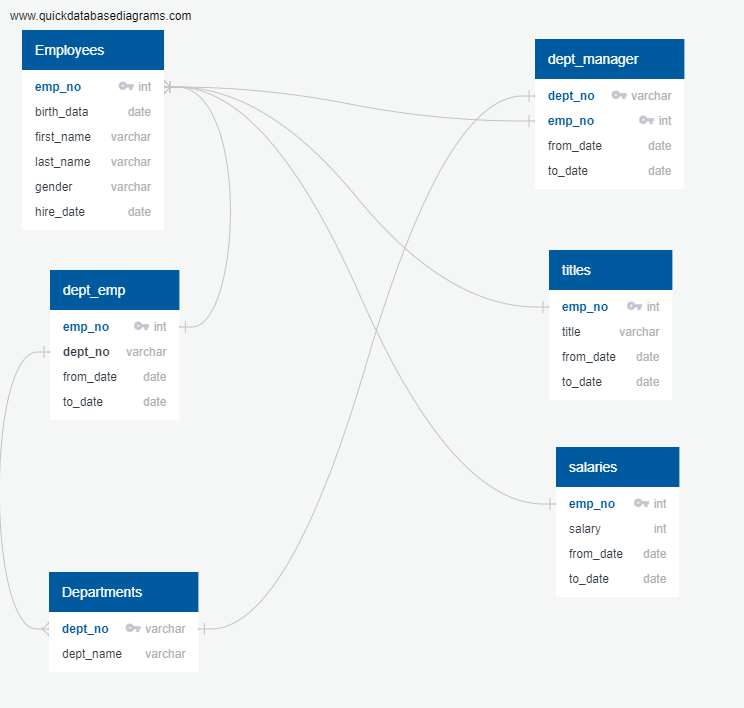 www.quickdatabasediagrams.com
Employees
emp_no int
birth_data date
first_name varchar
last_name varchar
gender varchar
hire_date date
dept_emp
emp_no int
dept_no varchar
from_date date
to_date date
Departments
dept_no varchar
dept_name varchar
dept_manager
dept_no varchar
emp_no int
from_date date
to_date date
titles
emp_no int
title varchar
from_date date
to_date date
salaries
emp_no int
salary int
from_date date
to_date date